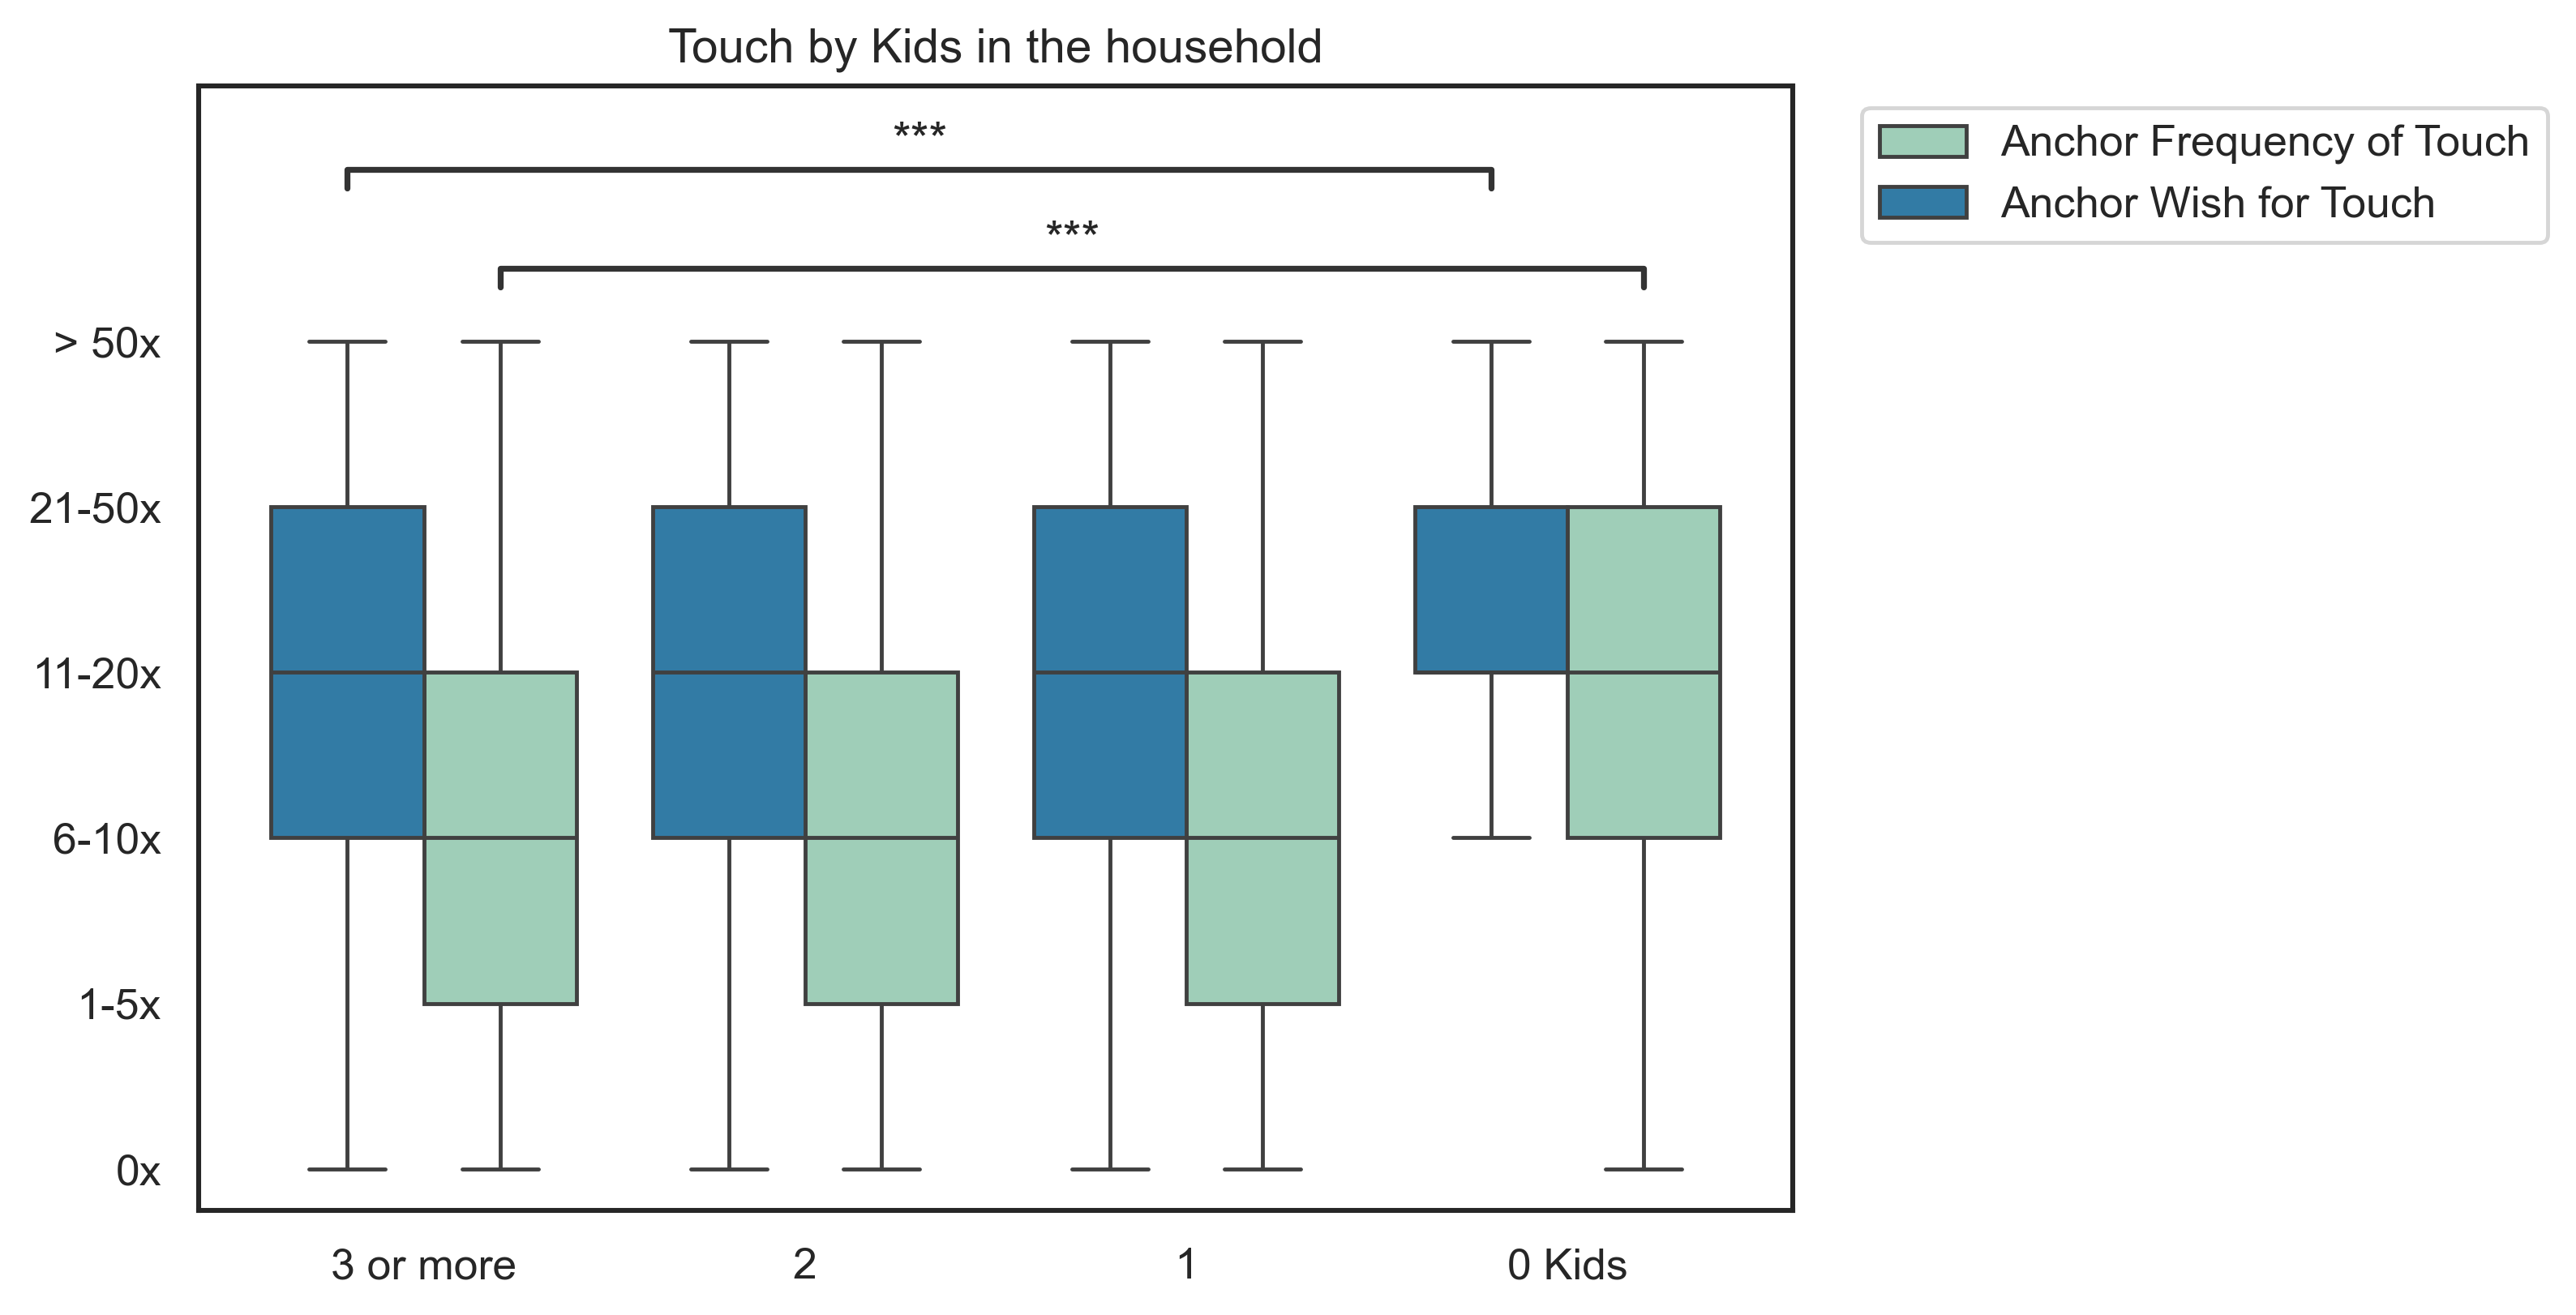 Touch by Kids in the household
***
***
Anchor Frequency of Touch
Anchor Wish for Touch
> 50x
21-50x
11-20x
6-10x
1-5x
0x
3 or more
2
1
0 Kids